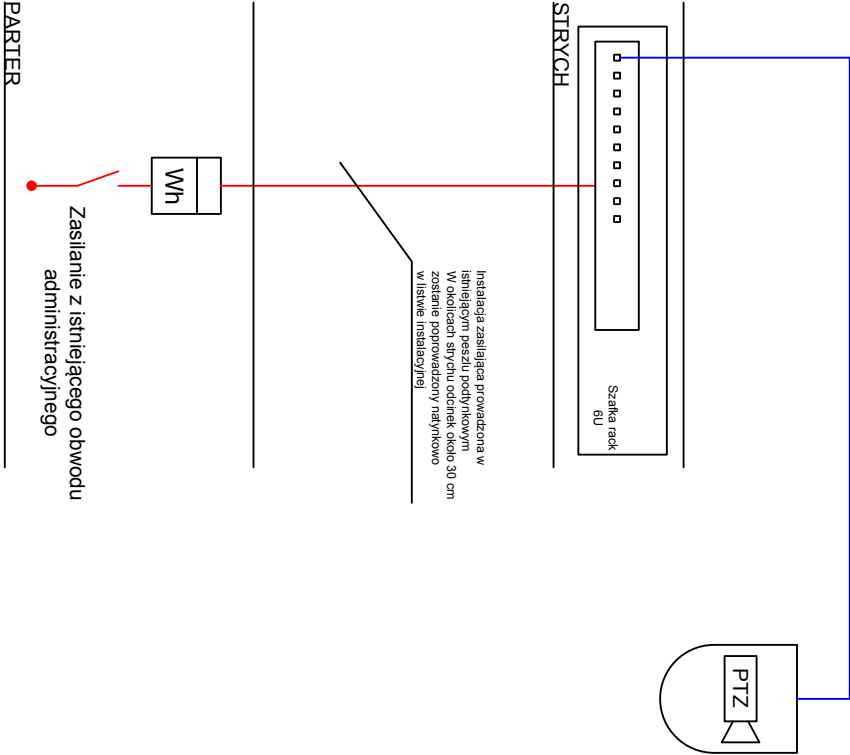 STRYCH
Szafka rack
6U
Instalacja zasilająca prowadzona w
istniejącym peszlu podtynkowym
W okolicach strychu odcinek około 30 cm
zostanie poprowadzony natynkowo
w listwie instalacyjnej
Wh
Zasilanie z istniejącego obwodu
administracyjnego
PARTER
PTZ